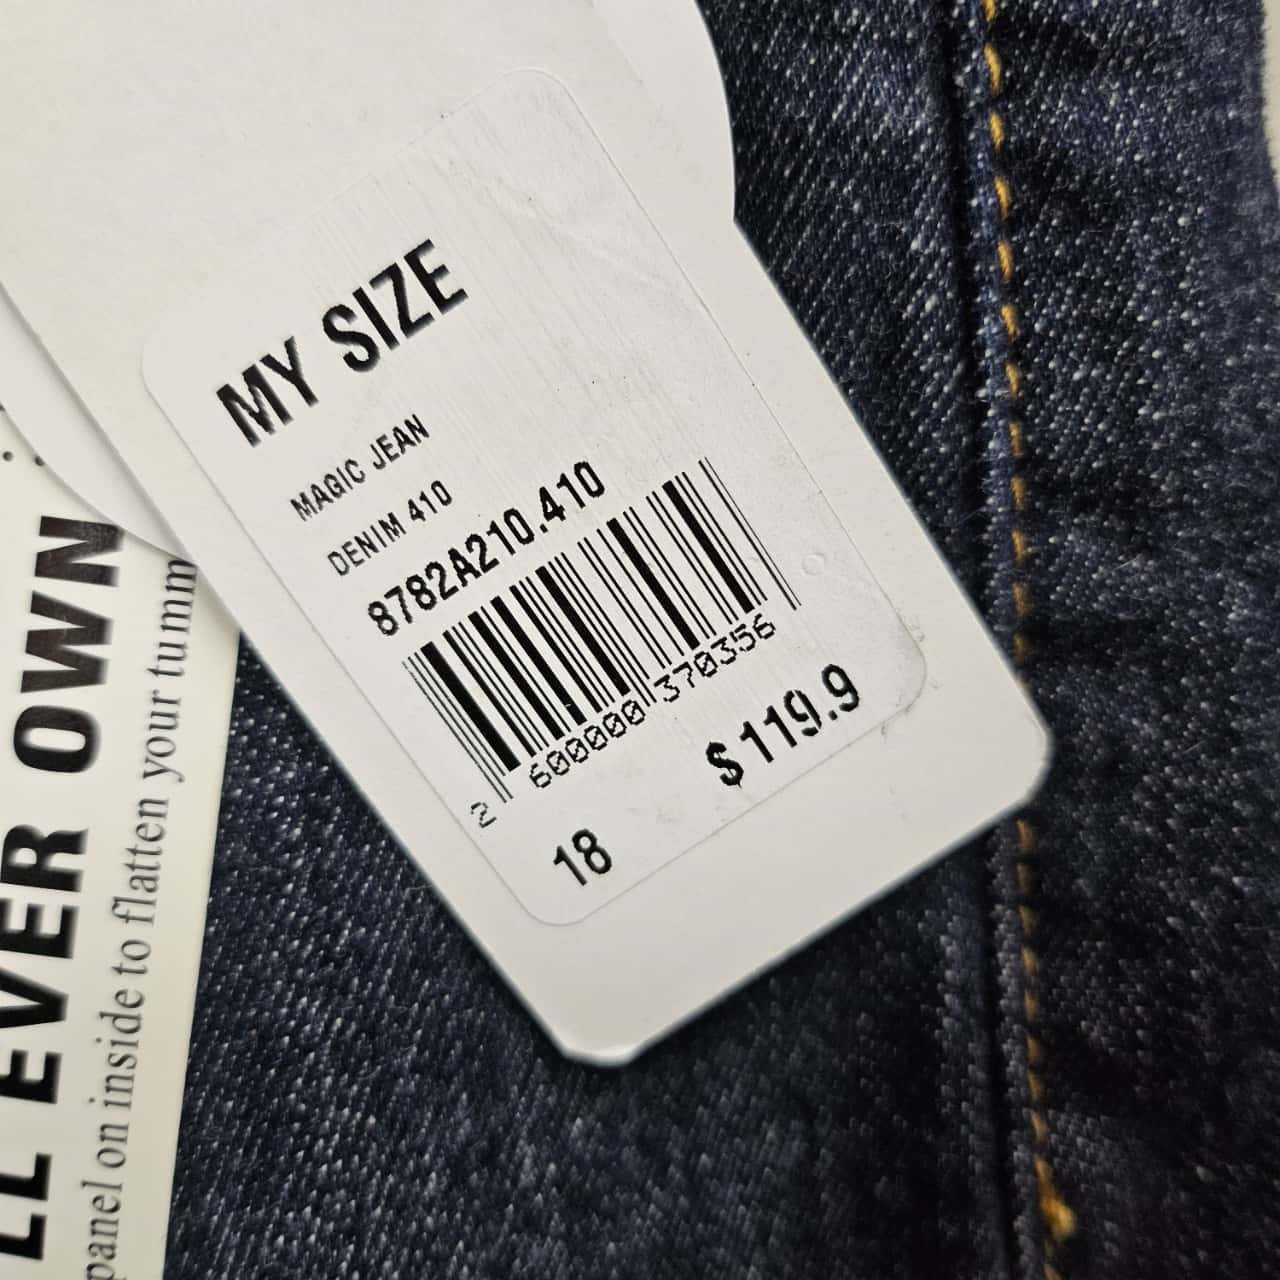 MY SIZE
MAGIC JEAN
DENIM 410
8782A210.410
2 600000 370356
18 $119.9
LL EVER OWN
panel on inside to flatten your tumm